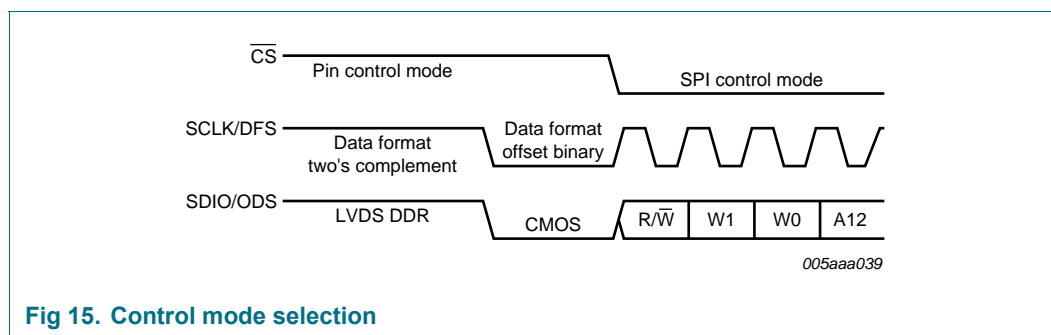 CS
Pin control mode
SPI control mode
SCLK/DFS
Data format
two's complement
Data format
offset binary
SDIO/ODS
LVDS DDR
CMOS
R/W̅
W1
W0
A12
005aaa039
Fig 15. Control mode selection